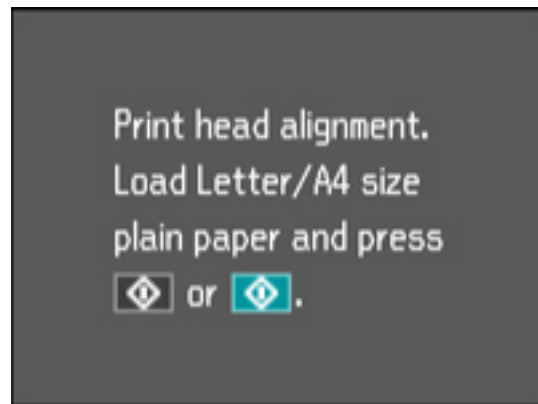 Print head alignment.
Load Letter/A4 size
plain paper and press
or .